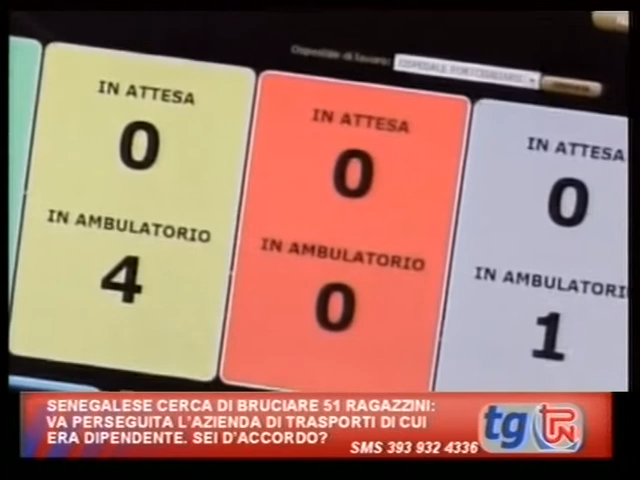 IN ATTESA
0
IN AMBULATORIO
4
IN ATTESA
0
IN AMBULATORIO
0
IN ATTESA
0
IN AMBULATORI
1
SENEGALESE CERCA DI BRUCIARE 51 RAGAZZINI:
VA PERSEGUITA L'AZIENDA DI TRASPORTI DI CUI
ERA DIPENDENTE. SEI D'ACCORDO?
SMS 393 932 4336
tg TRN